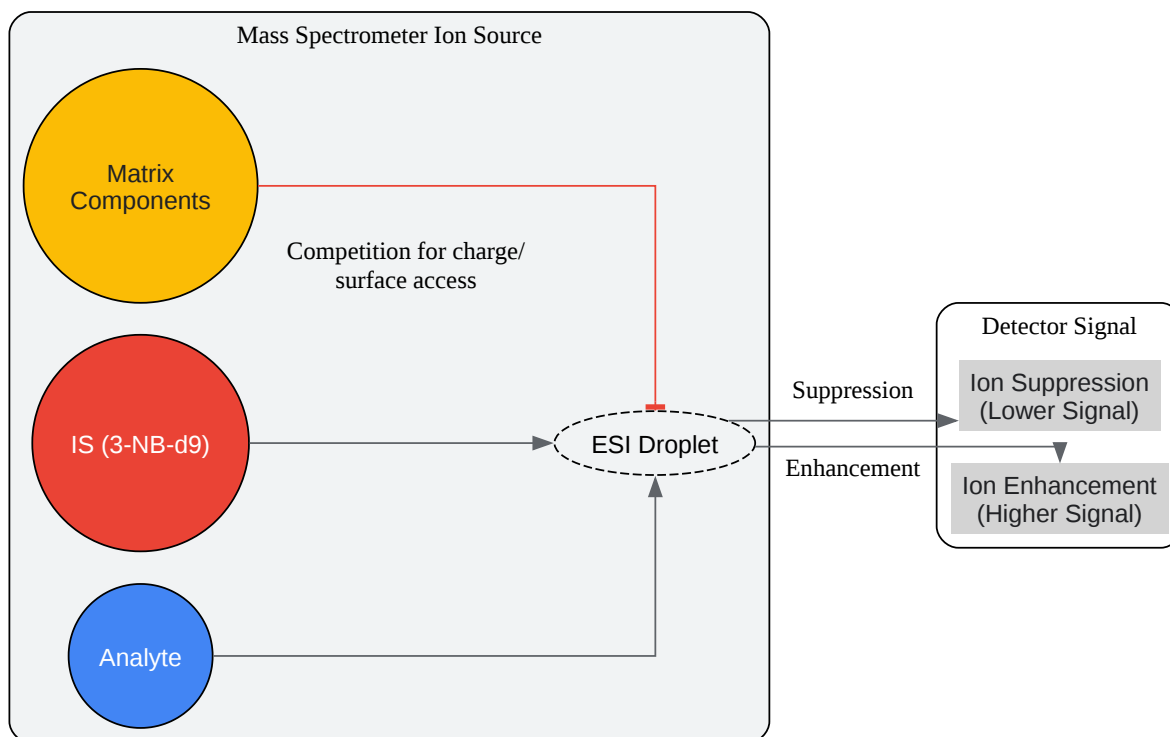 Mass Spectrometer Ion Source
Matrix
Components
Competition for charge/
surface access
IS (3-NB-d9)
ESI Droplet
Analyte
Suppression
Enhancement
Detector Signal
Ion Suppression
(Lower Signal)
Ion Enhancement
(Higher Signal)